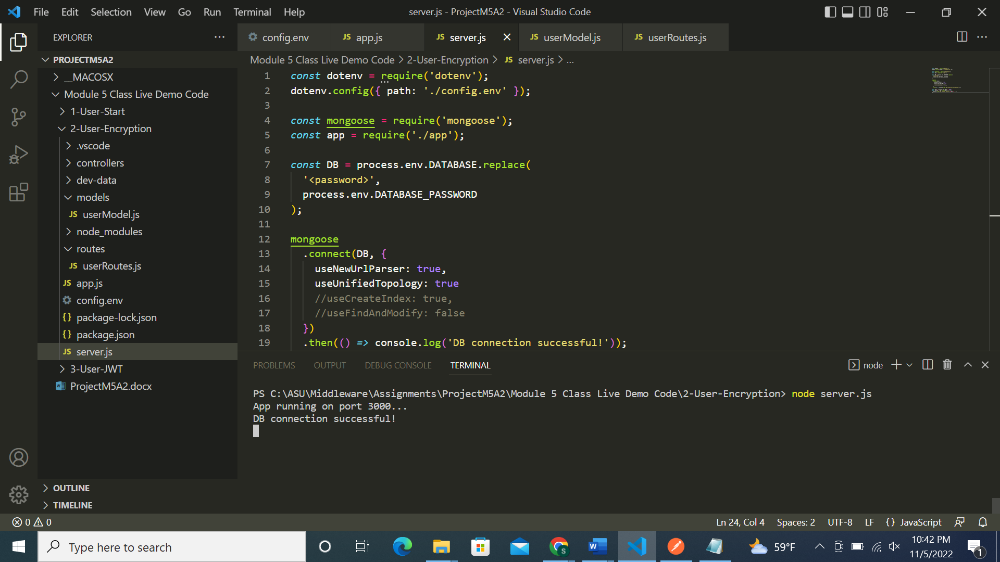 File Edit Selection View Go Run Terminal Help
server.js - ProjectM5A2 - Visual Studio Code
EXPLORER
PROJECTM5A2
__MACOSX
Module 5 Class Live Demo Code
1-User-Start
2-User-Encryption
.vscode
controllers
dev-data
models
JS userModel.js
node_modules
routes
JS userRoutes.js
JS app.js
config.env
{} package-lock.json
{} package.json
JS server.js
3-User-JWT
ProjectM5A2.docx
OUTLINE
TIMELINE
config.env JS app.js JS server.js JS userModel.js JS userRoutes.js
Module 5 Class Live Demo Code > 2-User-Encryption > JS server.js > ...
1 const dotenv = require('dotenv');
2 dotenv.config({ path: './config.env' });
3
4 const mongoose = require('mongoose');
5 const app = require('./app');
6
7 const DB = process.env.DATABASE.replace(
8 '<password>',
9 process.env.DATABASE_PASSWORD
10 );
11
12 mongoose
13 .connect(DB, {
14 useNewUrlParser: true,
15 useUnifiedTopology: true
16 //useCreateIndex: true,
17 //useFindAndModify: false
18 })
19 .then(() => console.log('DB connection successful!'));
PROBLEMS OUTPUT DEBUG CONSOLE TERMINAL
node
PS C:\ASU\Middleware\Assignments\ProjectM5A2\Module 5 Class Live Demo Code\2-User-Encryption> node server.js
App running on port 3000...
DB connection successful!
0 0
Ln 24, Col 4 Spaces: 2 UTF-8 LF {} JavaScript
Type here to search
W
S
59°F
10:42 PM
11/5/2022
1